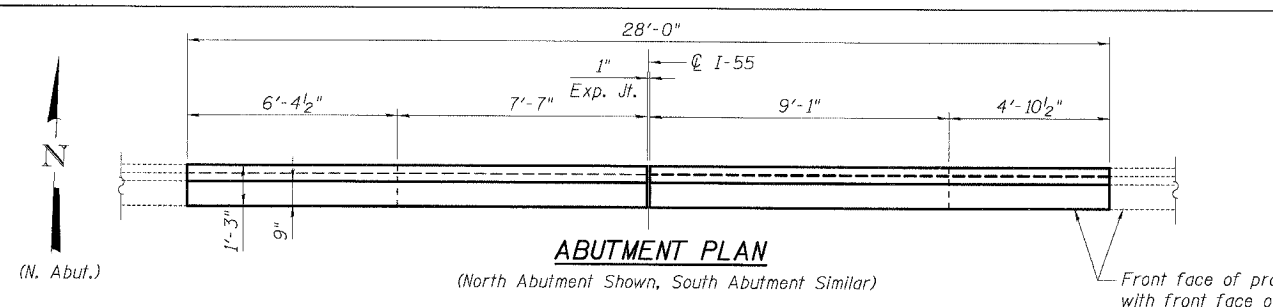 28'-0"
1"
Exp. Jt.
℄ I-55
6'-4½"
7'-7"
9'-1"
4'-10½"
N
1'-3"
9"
(N. Abut.)
ABUTMENT PLAN
(North Abutment Shown, South Abutment Similar)
Front face of
with front face